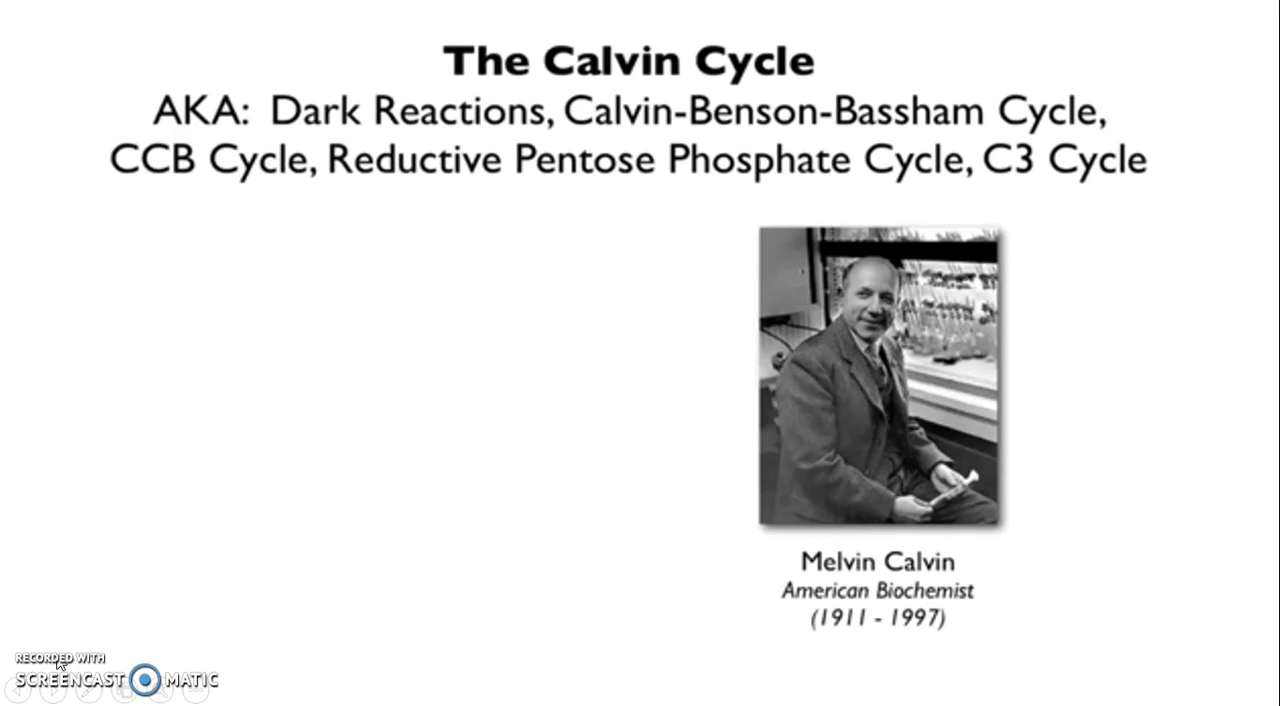 The Calvin Cycle
AKA: Dark Reactions, Calvin-Benson-Bassham Cycle,
CCB Cycle, Reductive Pentose Phosphate Cycle, C3 Cycle
Melvin Calvin
American Biochemist
(1911 - 1997)
RECORDED WITH
SCREENCAST MATIC